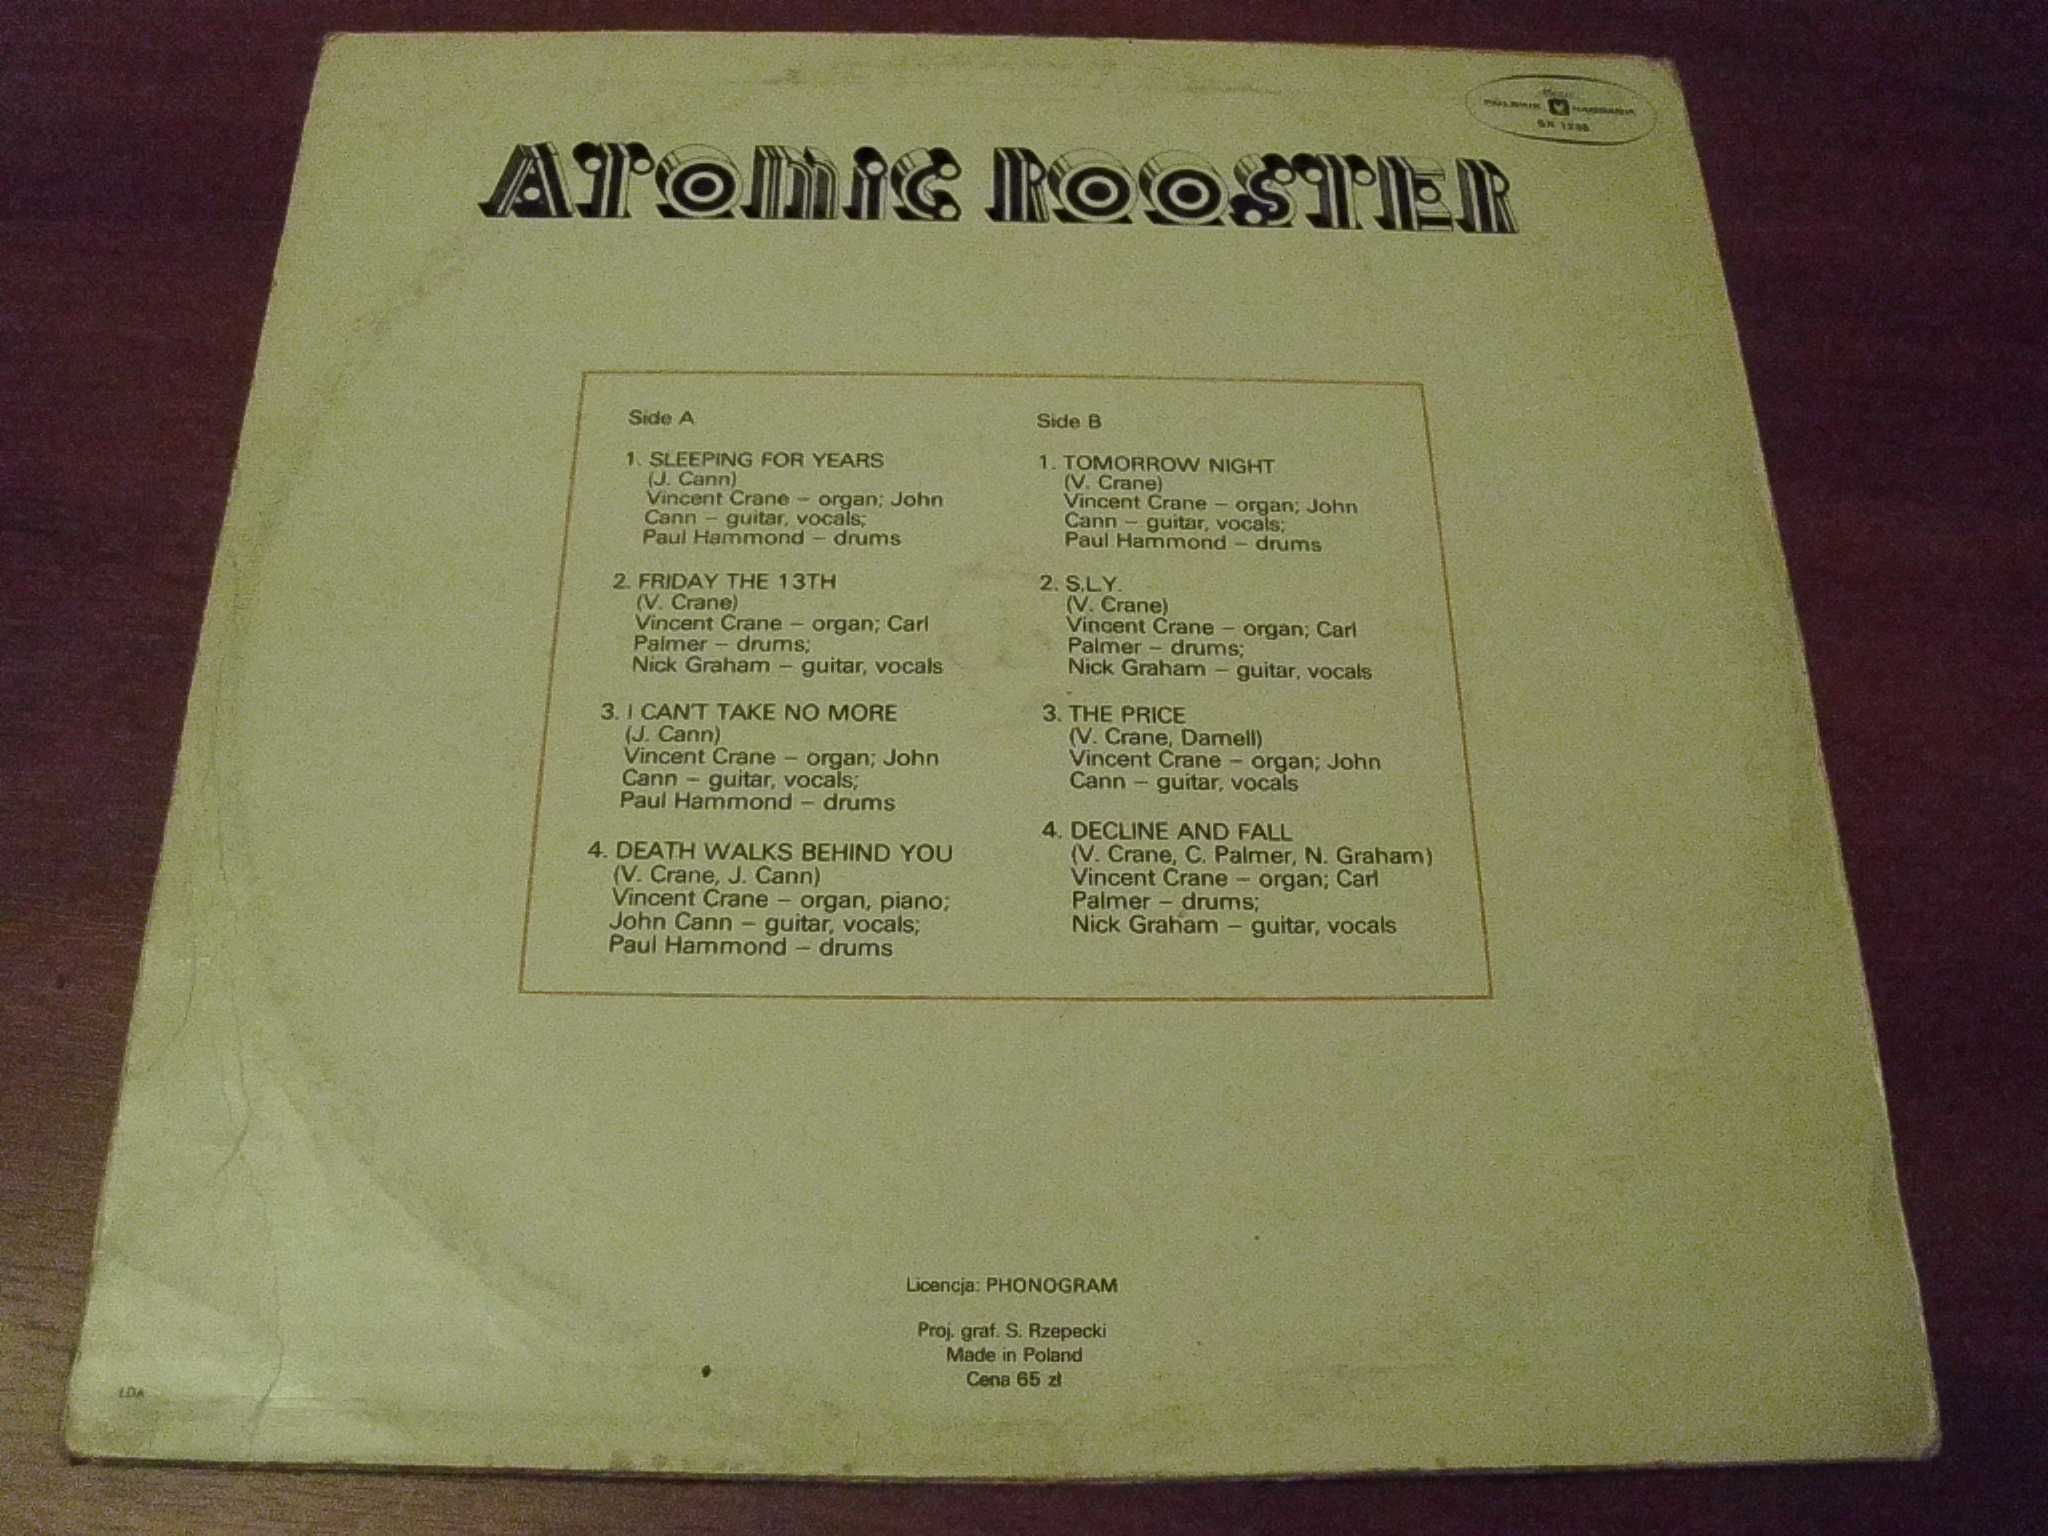 POLSKIE NAGRANIA
ATOMIC ROOSTER
Side A
1. SLEEPING FOR YEARS
(J. Cann)
Vincent Crane – organ; John
Cann – guitar, vocals;
Paul Hammond – drums
2. FRIDAY THE 13TH
(V. Crane)
Vincent Crane – organ; Carl
Palmer – drums;
Nick Graham – guitar, vocals
3. I CAN'T TAKE NO MORE
(J. Cann)
Vincent Crane – organ; John
Cann – guitar, vocals;
Paul Hammond – drums
4. DEATH WALKS BEHIND YOU
(V. Crane, J. Cann)
Vincent Crane – organ, piano;
John Cann – guitar, vocals;
Paul Hammond – drums
Side B
1. TOMORROW NIGHT
(V. Crane)
Vincent Crane – organ; John
Cann – guitar, vocals;
Paul Hammond – drums
2. S.L.Y.
(V. Crane)
Vincent Crane – organ; Carl
Palmer – drums;
Nick Graham – guitar, vocals
3. THE PRICE
(V. Crane, Darnell)
Vincent Crane – organ; John
Cann – guitar, vocals
4. DECLINE AND FALL
(V. Crane, C. Palmer, N. Graham)
Vincent Crane – organ; Carl
Palmer – drums;
Nick Graham – guitar, vocals
Licencja: PHONOGRAM
Proj. graf. S. Rzepecki
Made in Poland
Cena 65 zł
LDA